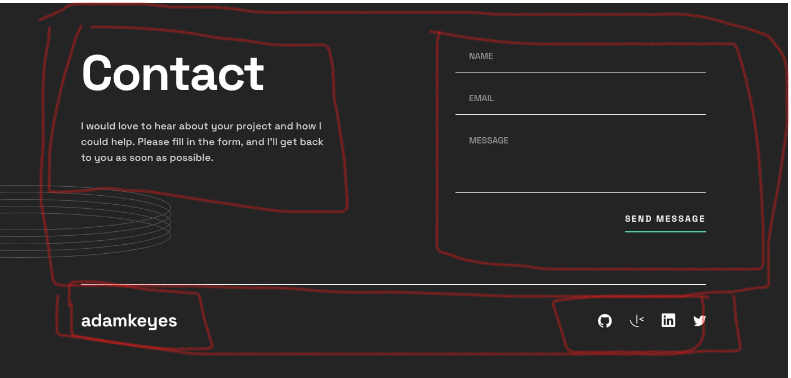 Contact
I would love to hear about your project and how I
could help. Please fill in the form, and I'll get back
to you as soon as possible.
NAME
EMAIL
MESSAGE
SEND MESSAGE
adamkeyes
in